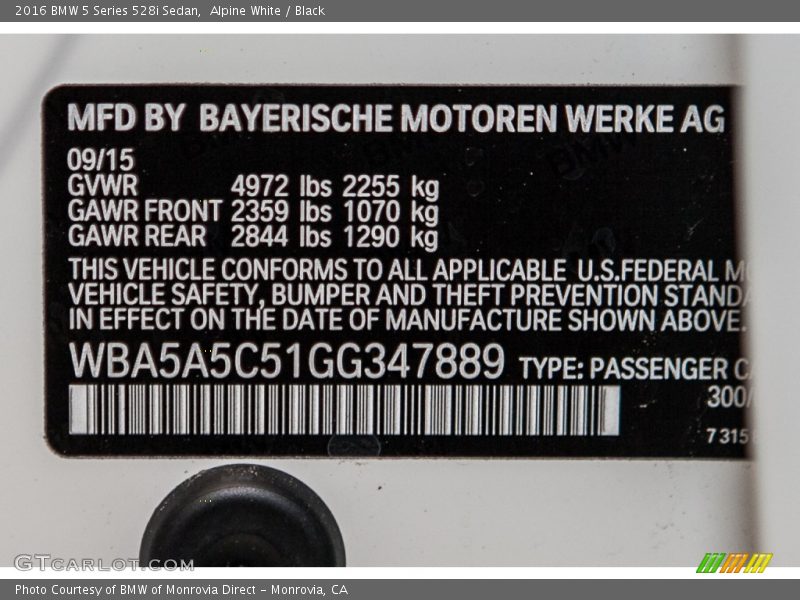 2016 BMW 5 Series 528i Sedan, Alpine White / Black
MFD BY BAYERISCHE MOTOREN WERKE AG
09/15
GVWR 4972 lbs 2255 kg
GAWR FRONT 2359 lbs 1070 kg
GAWR REAR 2844 lbs 1290 kg
THIS VEHICLE CONFORMS TO ALL APPLICABLE U.S.FEDERAL
VEHICLE SAFETY, BUMPER AND THEFT PREVENTION
IN EFFECT ON THE DATE OF MANUFACTURE SHOWN ABOVE.
WBA5A5C51GG347889 TYPE: PASSENGER
300/
7 315
GTCARLOT.COM
Photo Courtesy of BMW of Monrovia Direct - Monrovia, CA